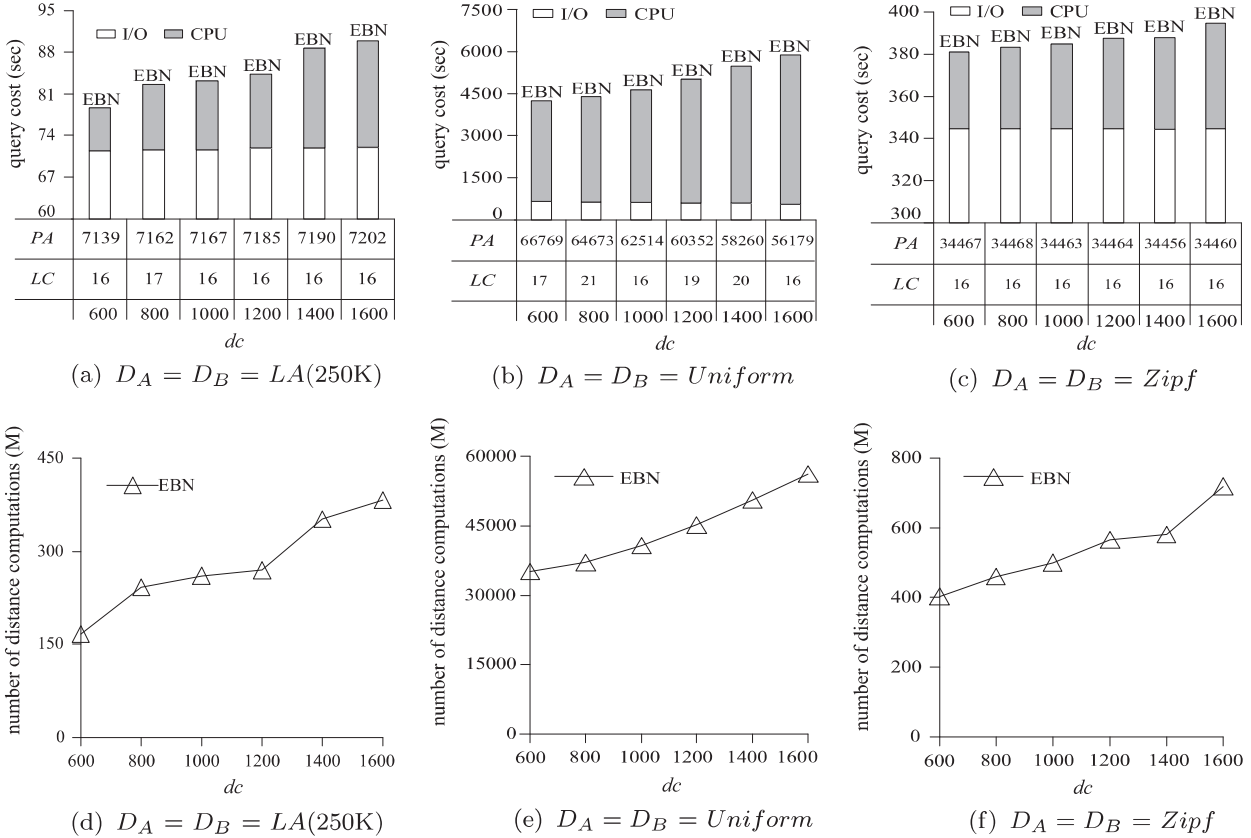 95
88
81
74
67
60
query cost (sec)
I/O CPU
EBN EBN EBN EBN EBN EBN
PA 7139 7162 7167 7185 7190 7202
LC 16 17 16 16 16 16
600 800 1000 1200 1400 1600
dc
(a) D_A = D_B = LA(250K)
7500
6000
4500
3000
1500
0
query cost (sec)
I/O CPU
EBN EBN EBN EBN EBN EBN
PA 66769 64673 62514 60352 58260 56179
LC 17 21 16 19 20 16
600 800 1000 1200 1400 1600
dc
(b) D_A = D_B = Uniform
400
380
360
340
320
300
query cost (sec)
I/O CPU
EBN EBN EBN EBN EBN EBN
PA 34467 34468 34463 34464 34456 34460
LC 16 16 16 16 16 16
600 800 1000 1200 1400 1600
dc
(c) D_A = D_B = Zipf
450
300
150
0
number of distance computations (M)
EBN
600 800 1000 1200 1400 1600
dc
(d) D_A = D_B = LA(250K)
60000
45000
30000
15000
0
number of distance computations (M)
EBN
600 800 1000 1200 1400 1600
dc
(e) D_A = D_B = Uniform
800
600
400
200
0
number of distance computations (M)
EBN
600 800 1000 1200 1400 1600
dc
(f) D_A = D_B = Zipf